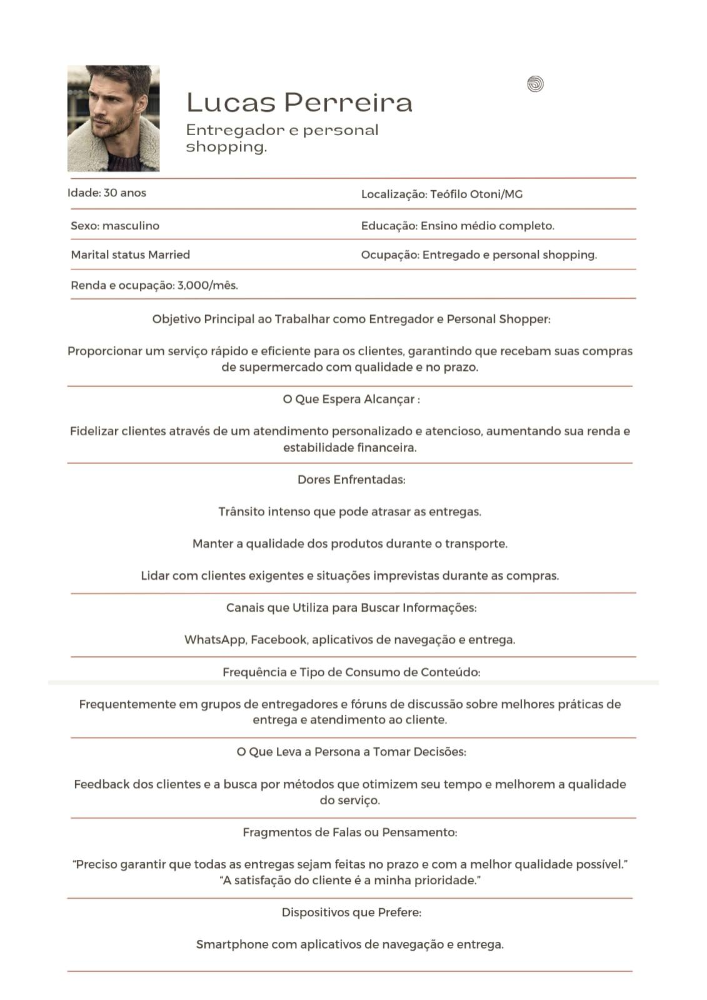 Lucas Perreira
Entregador e personal
shopping.
Idade: 30 anos
Localização: Teófilo Otoni/MG
Sexo: masculino
Educação: Ensino médio completo.
Marital status Married
Ocupação: Entregado e personal shopping.
Renda e ocupação: 3,000/mês.
Objetivo Principal ao Trabalhar como Entregador e Personal Shopper:
Proporcionar um serviço rápido e eficiente para os clientes, garantindo que recebam suas compras
de supermercado com qualidade e no prazo.
O Que Espera Alcançar :
Fidelizar clientes através de um atendimento personalizado e atencioso, aumentando sua renda e
estabilidade financeira.
Dores Enfrentadas:
Trânsito intenso que pode atrasar as entregas.
Manter a qualidade dos produtos durante o transporte.
Lidar com clientes exigentes e situações imprevistas durante as compras.
Canais que Utiliza para Buscar Informações:
WhatsApp, Facebook, aplicativos de navegação e entrega.
Frequência e Tipo de Consumo de Conteúdo:
Frequentemente em grupos de entregadores e fóruns de discussão sobre melhores práticas de
entrega e atendimento ao cliente.
O Que Leva a Persona a Tomar Decisões:
Feedback dos clientes e a busca por métodos que otimizem seu tempo e melhorem a qualidade
do serviço.
Fragmentos de Falas ou Pensamento:
“Preciso garantir que todas as entregas sejam feitas no prazo e com a melhor qualidade possível.”
“A satisfação do cliente é a minha prioridade.”
Dispositivos que Prefere:
Smartphone com aplicativos de navegação e entrega.